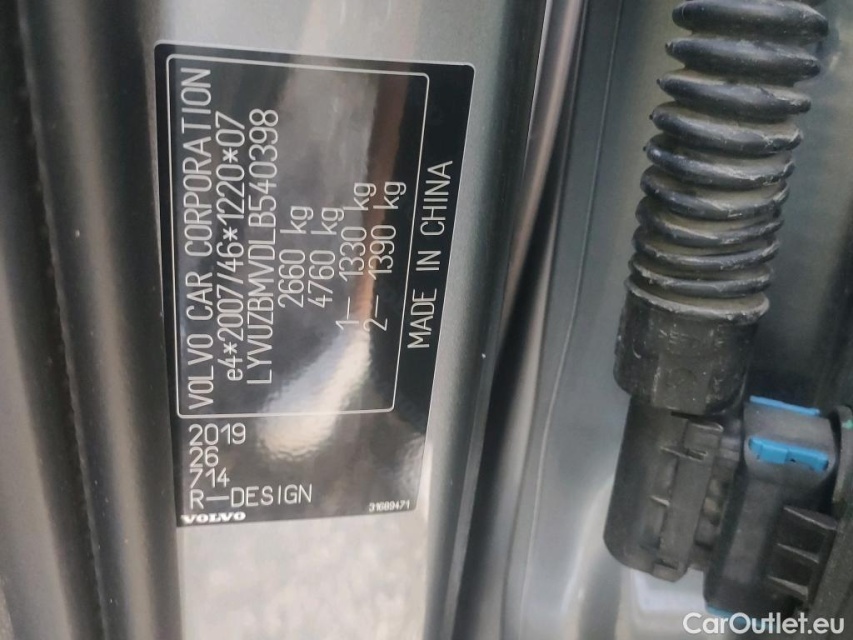 VOLVO CAR CORPORATION
e4*2007/46*1220*07
LYVUZBMVDLB540398
2660 kg
4760 kg
1— 1330 kg
2— 1390 kg
MADE IN CHINA
2019
26
714
R—DESIGN
VOLVO
31689471
CarOutlet.eu